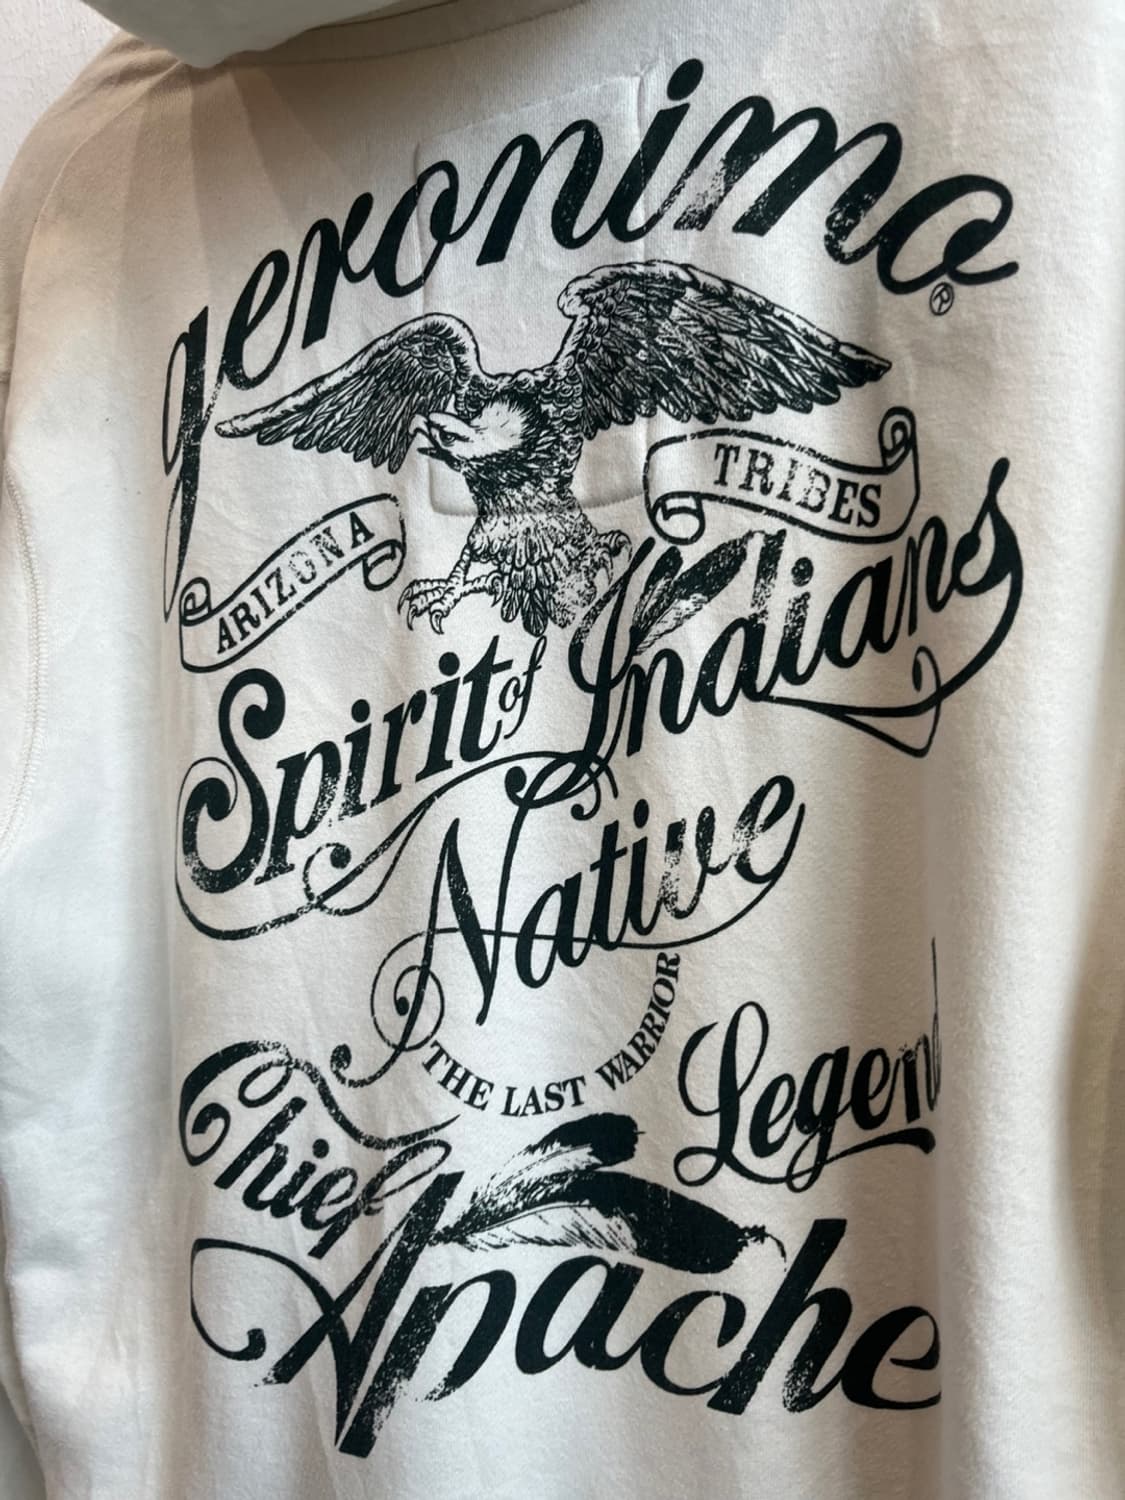 geronimo
®
ARIZONA
TRIBES
Spirit of Indians
Native
THE LAST WARRIOR
Legend
Chief
Apache